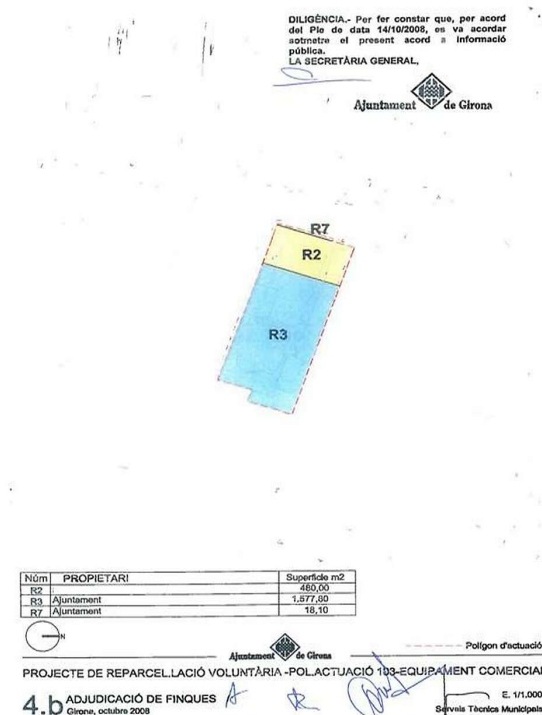 DILIGÈNCIA.- Per fer constar que, per acord
del Ple de data 14/10/2008, es va acordar
sotmetre el present acord a informació
pública.
LA SECRETÀRIA GENERAL,
Ajuntament de Girona
R7
R2
R3
Núm PROPIETARI Superfície m2
R2 480,00
R3 Ajuntament 1.577,80
R7 Ajuntament 18,10
N
Ajuntament de Girona
Polígon d'actuació
PROJECTE DE REPARCEL.LACIÓ VOLUNTÀRIA -POL.ACTUACIÓ 103-EQUIPAMENT COMERCIAL
4.b ADJUDICACIÓ DE FINQUES
Girona, octubre 2008
E. 1/1.000
Serveis Tècnics Municipals